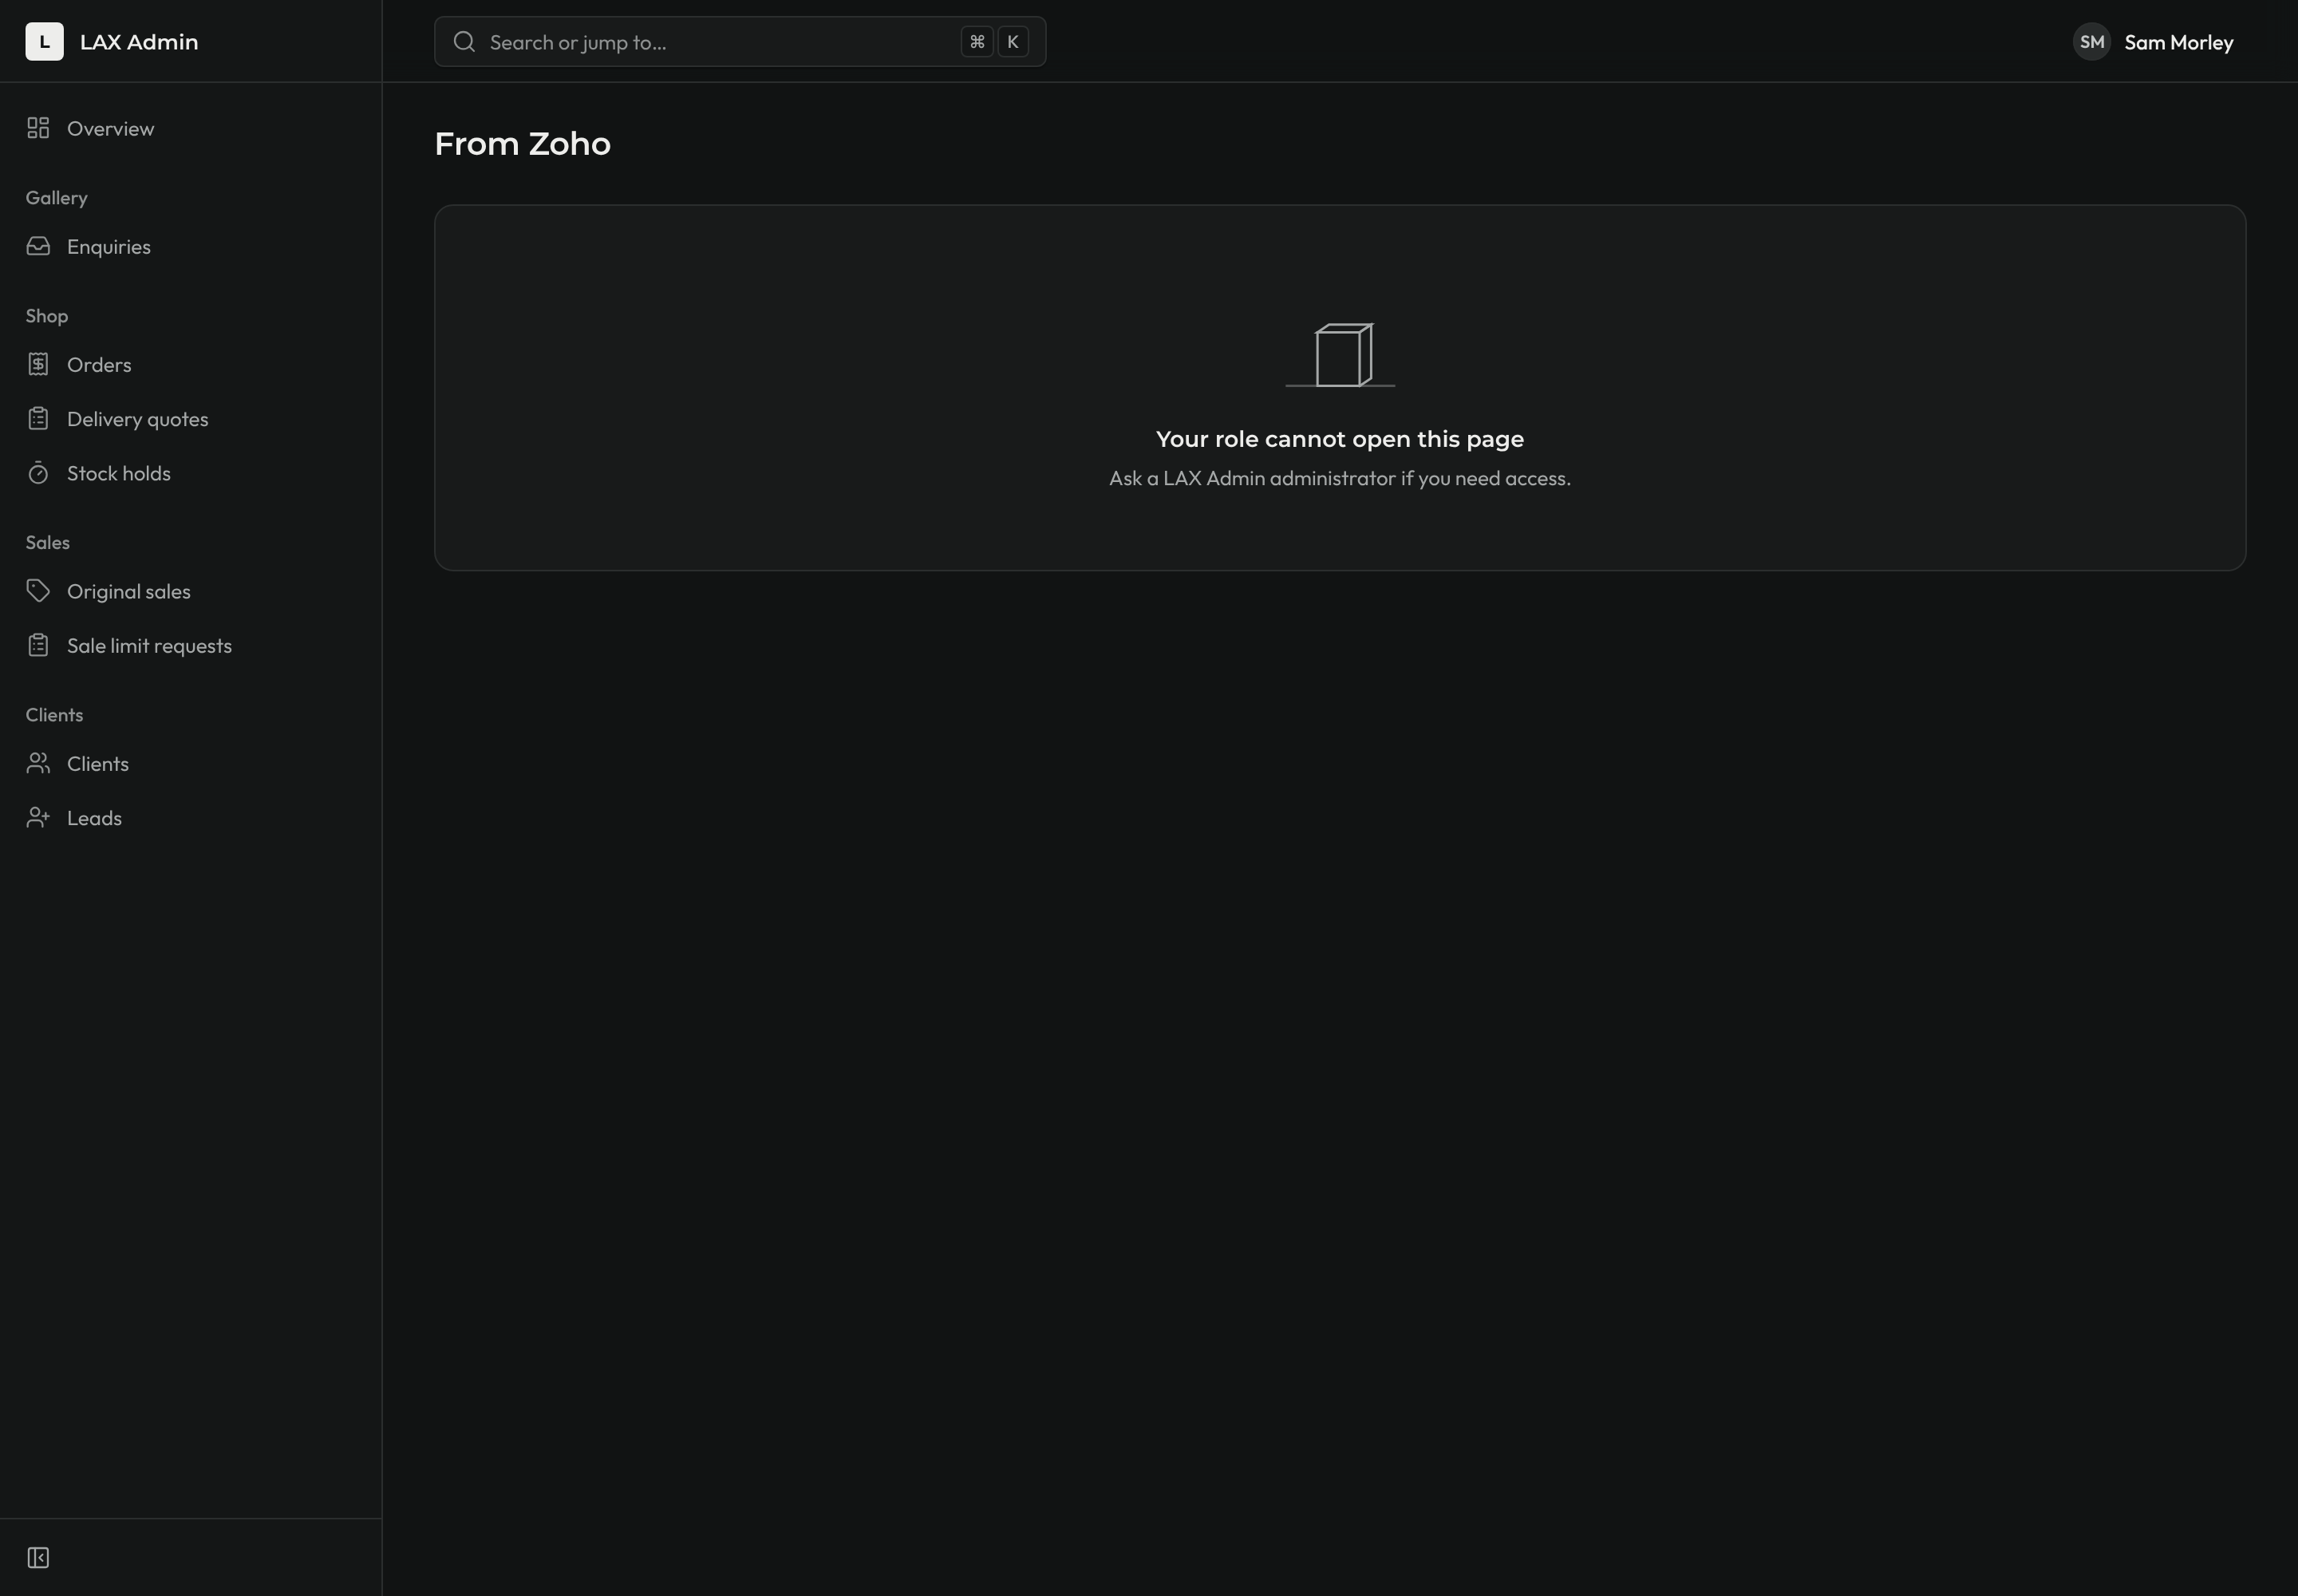 L LAX Admin
Search or jump to...
⌘ K
SM Sam Morley
Overview
Gallery
Enquiries
Shop
Orders
Delivery quotes
Stock holds
Sales
Original sales
Sale limit requests
Clients
Clients
Leads
From Zoho
Your role cannot open this page
Ask a LAX Admin administrator if you need access.